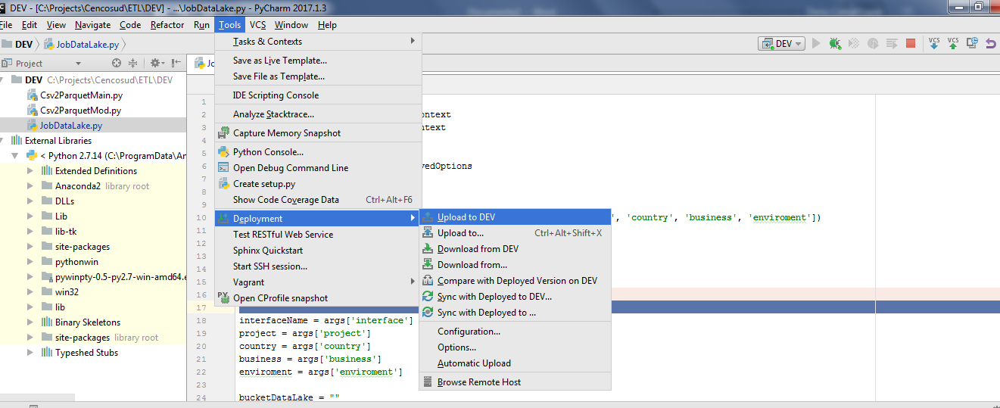 DEV - [C:\Projects\Cencosud\ETL\DEV] - ...\JobDataLake.py - PyCharm 2017.1.3
File Edit View Navigate Code Refactor Run Tools VCS Window Help
DEV JobDataLake.py
DEV
VCS VCS
Project
DEV C:\Projects\Cencosud\ETL\DEV
Csv2ParquetMain.py
Csv2ParquetMod.py
JobDataLake.py
External Libraries
< Python 2.7.14 (C:\ProgramData\An
Extended Definitions
Anaconda2 library root
DLLs
Lib
lib-tk
site-packages
pythonwin
pywinpty-0.5-py2.7-win-amd64.e
win32
lib
Binary Skeletons
site-packages library root
Typeshed Stubs
Tasks & Contexts
Save as Live Template...
Save File as Template...
IDE Scripting Console
Analyze Stacktrace...
Capture Memory Snapshot
Python Console...
Open Debug Command Line
Create setup.py
Show Code Coverage Data Ctrl+Alt+F6
Deployment
Test RESTful Web Service
Sphinx Quickstart
Start SSH session...
Vagrant
Open CProfile snapshot
Upload to DEV
Upload to... Ctrl+Alt+Shift+X
Download from DEV
Download from...
Compare with Deployed Version on DEV
Sync with Deployed to DEV...
Sync with Deployed to ...
Configuration...
Options...
Automatic Upload
Browse Remote Host
1
2 ontext
3 ntext
4
5
6 vedOptions
7
8
9
10 ', 'country', 'business', 'enviroment'])
11
12
13
14
15
16
17
18 interfaceName = args['interface']
19 project = args['project']
20 country = args['country']
21 business = args['business']
22 enviroment = args['enviroment']
23
24 bucketDataLake = ""